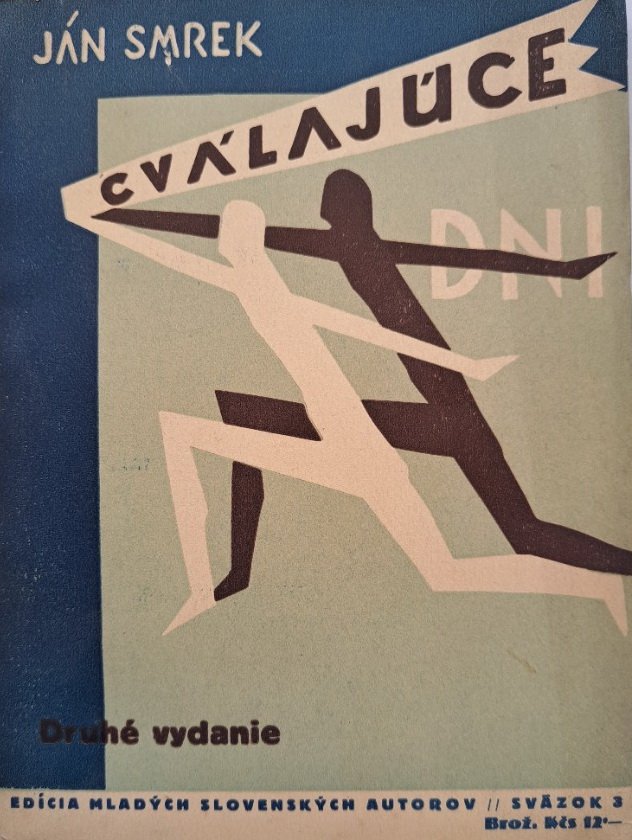 JÁN SMREK
CVÁLAJÚCE
DNI
Druhé vydanie
EDÍCIA MLADÝCH SLOVENSKÝCH AUTOROV // SVÄZOK 3
Brož. Kčs 12·—